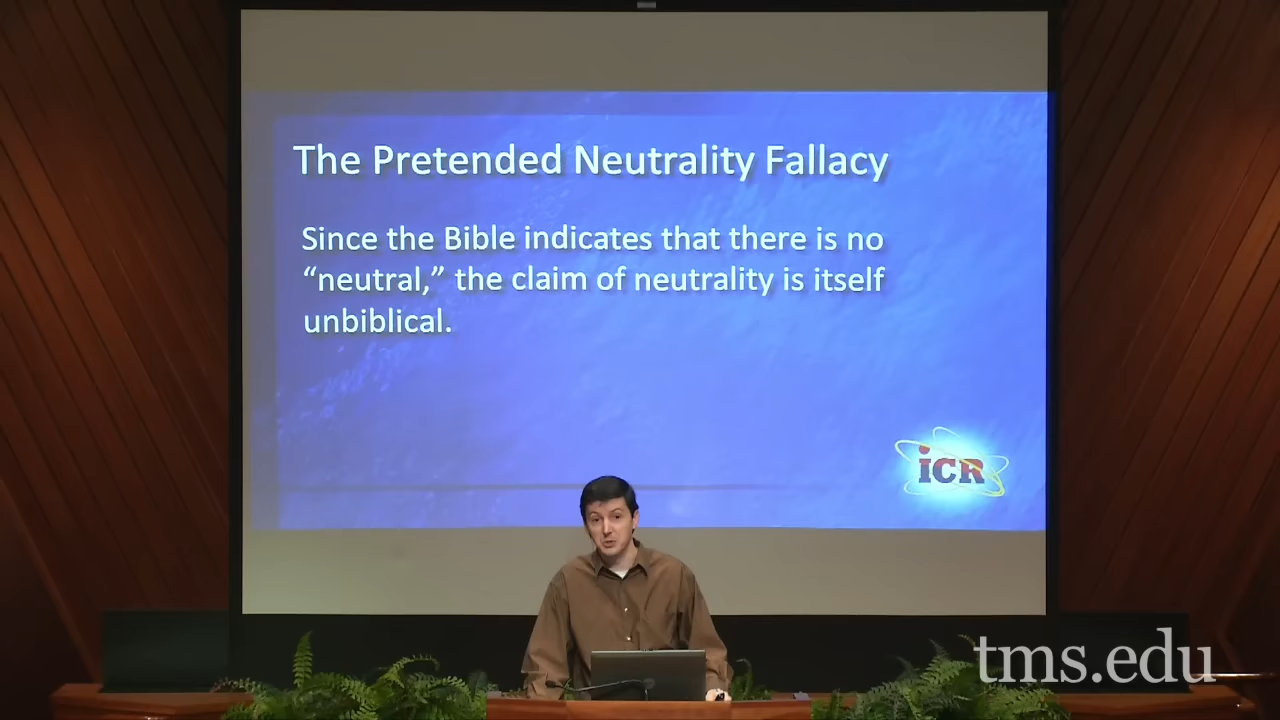 The Pretended Neutrality Fallacy
Since the Bible indicates that there is no
“neutral,” the claim of neutrality is itself
unbiblical.
iCR
tms.edu